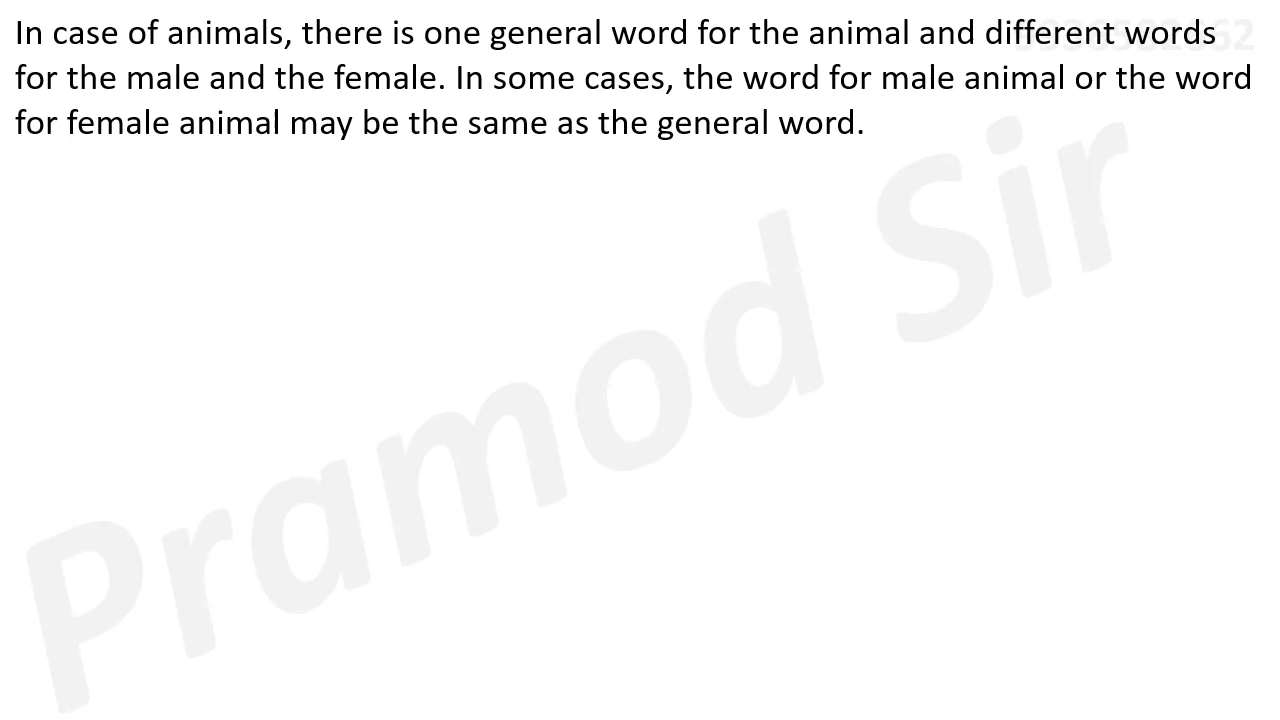 In case of animals, there is one general word for the animal and different words
for the male and the female. In some cases, the word for male animal or the word
for female animal may be the same as the general word.
Pramod Sir